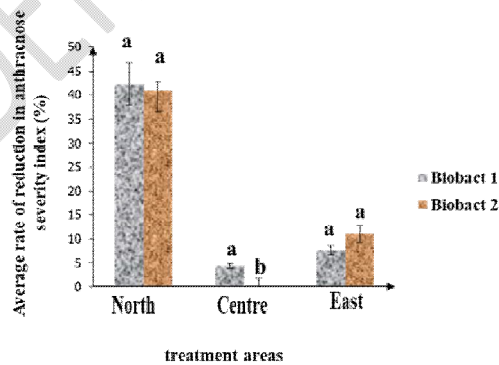 Average rate of reduction in anthracnose
severity index (%)
50
45
40
35
30
25
20
15
10
5
0
a
a
a
b
a
a
North
Centre
East
treatment areas
Biobact 1
Biobact 2